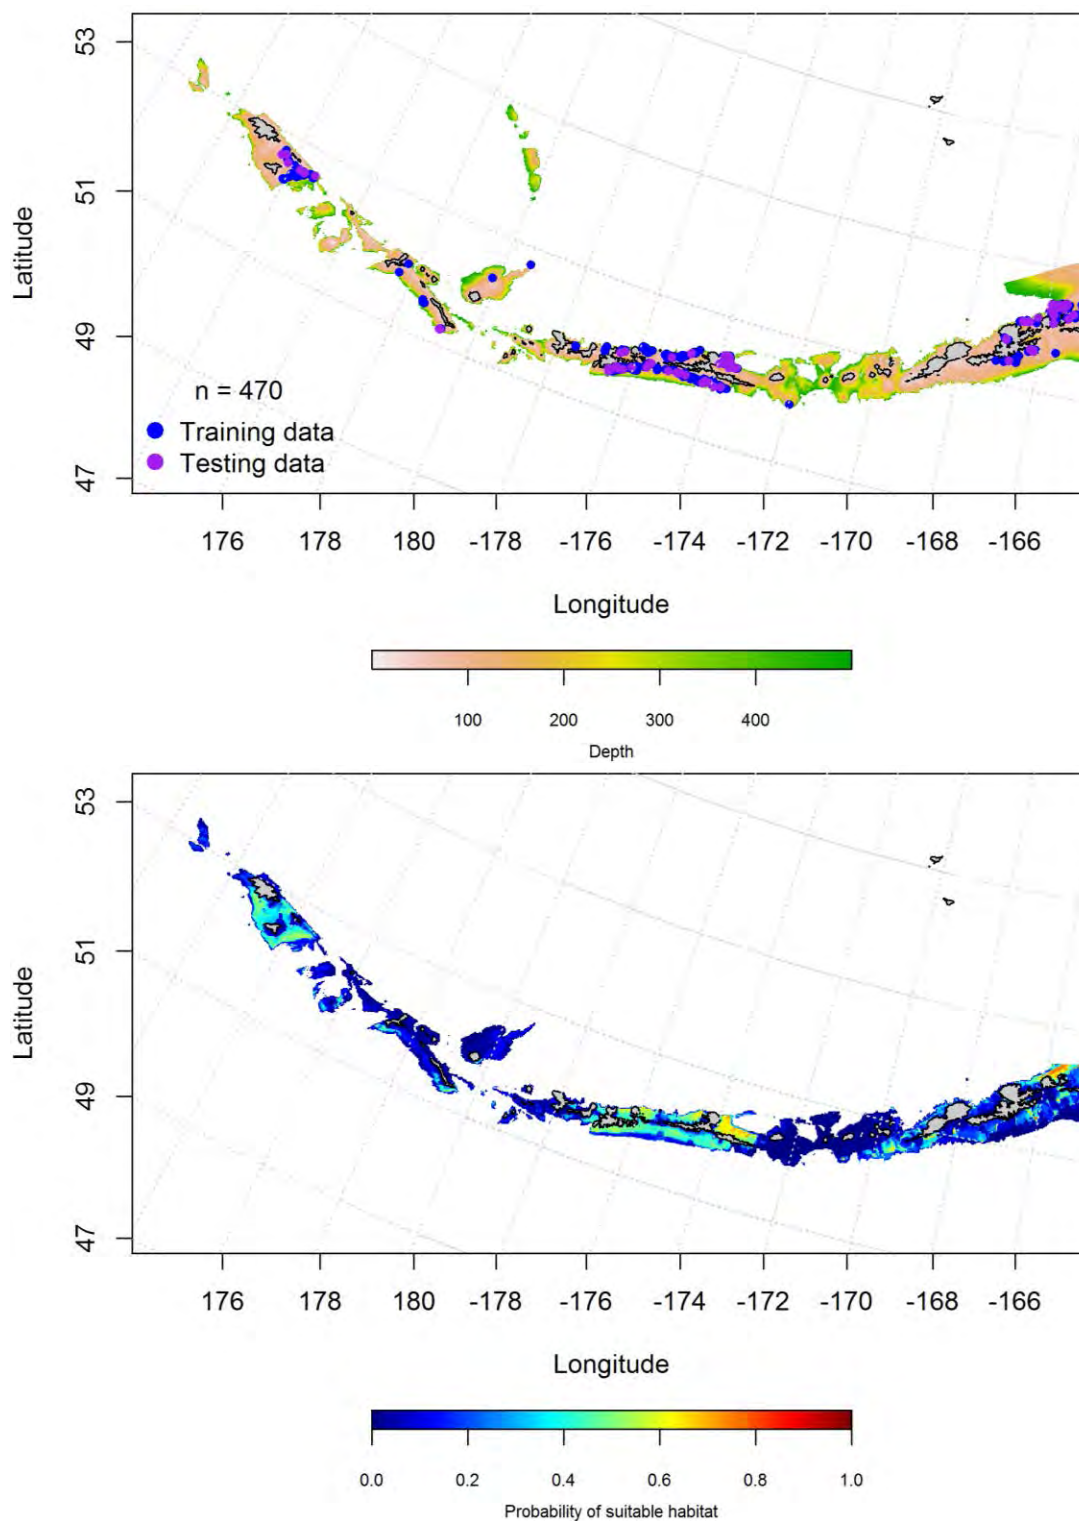 53
51
49
47
Latitude
n = 470
Training data
Testing data
176 178 180 -178 -176 -174 -172 -170 -168 -166
Longitude
100 200 300 400
Depth
53
51
49
47
Latitude
176 178 180 -178 -176 -174 -172 -170 -168 -166
Longitude
0.0 0.2 0.4 0.6 0.8 1.0
Probability of suitable habitat